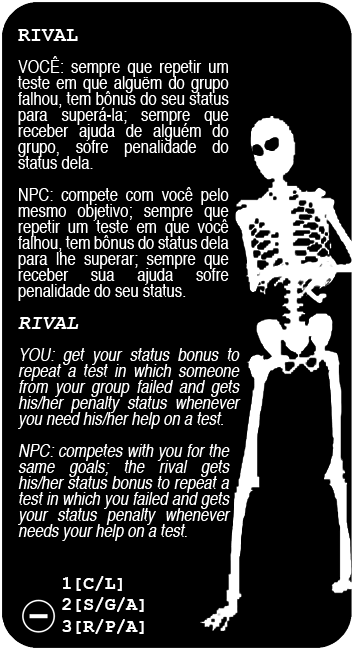 RIVAL
VOCÊ: sempre que repetir um
teste em que alguém do grupo
falhou, tem bônus do seu status
para superá-la; sempre que
receber ajuda de alguém do
grupo, sofre penalidade do
status dela.
NPC: compete com você pelo
mesmo objetivo; sempre que
repetir um teste em que você
falhou, tem bônus do status dela
para lhe superar; sempre que
receber sua ajuda sofre
penalidade do seu status.
RIVAL
YOU: get your status bonus to
repeat a test in which someone
from your group failed and gets
his/her penalty status whenever
you need his/her help on a test.
NPC: competes with you for the
same goals; the rival gets
his/her status bonus to repeat a
test in which you failed and gets
your status penalty whenever
needs your help on a test.
1[C/L]
2[S/G/A]
3[R/P/A]